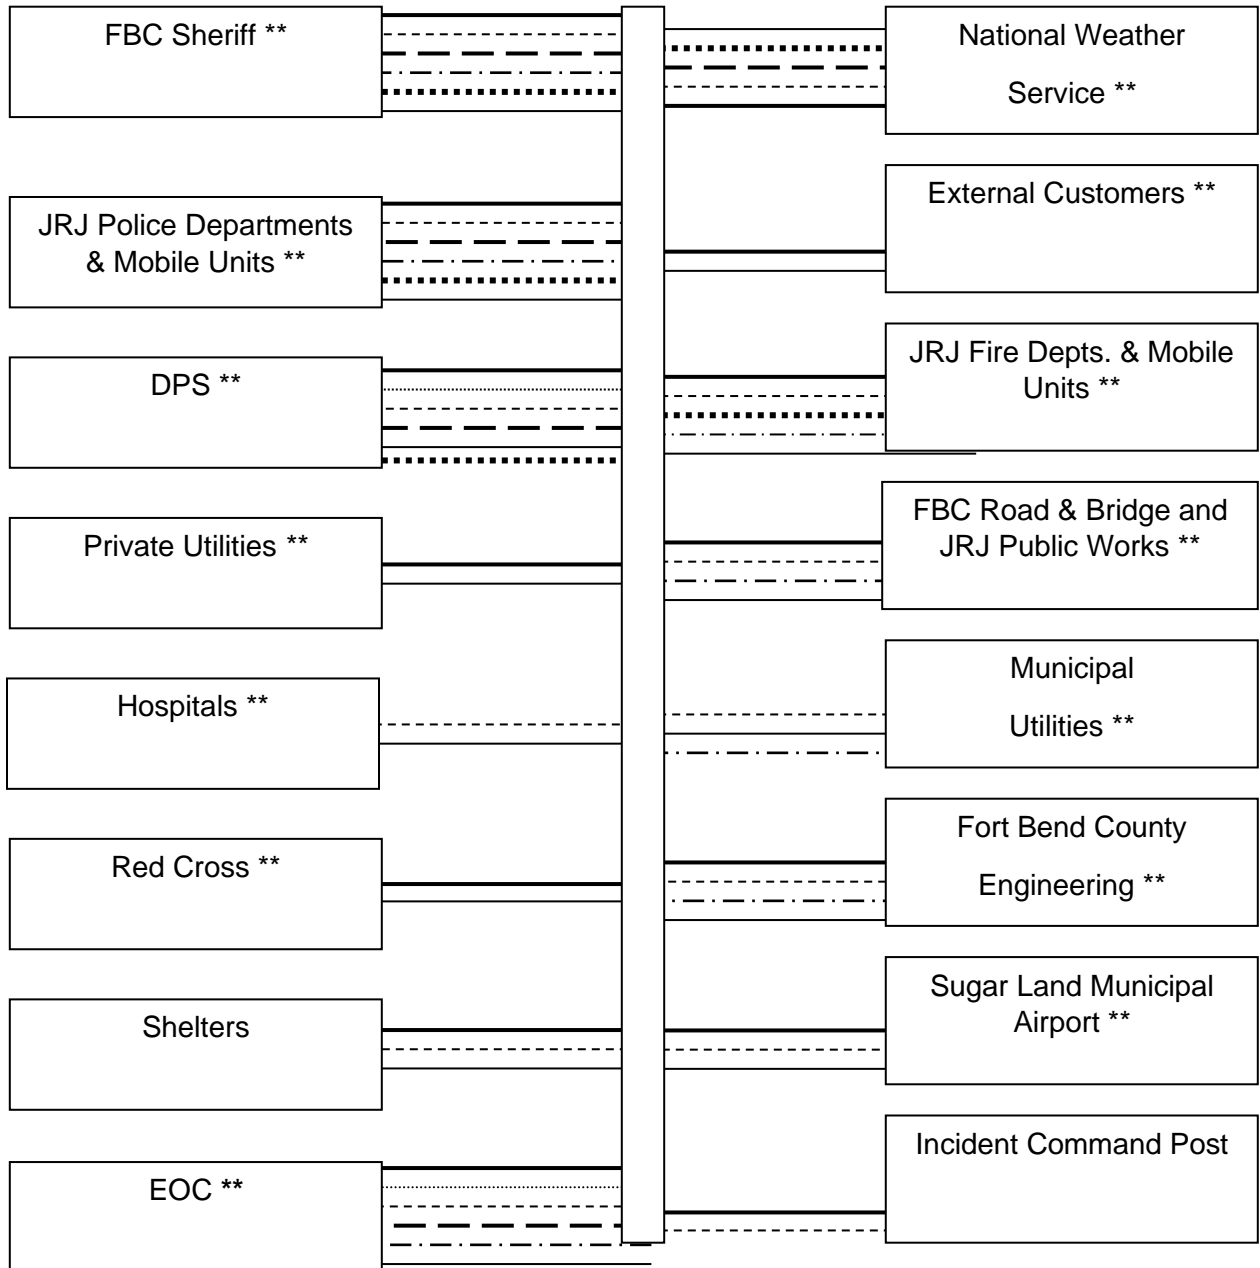 FBC Sheriff **
JRJ Police Departments
& Mobile Units **
DPS **
Private Utilities **
Hospitals **
Red Cross **
Shelters
EOC **
National Weather
Service **
External Customers **
JRJ Fire Depts. & Mobile
Units **
FBC Road & Bridge and
JRJ Public Works **
Municipal
Utilities **
Fort Bend County
Engineering **
Sugar Land Municipal
Airport **
Incident Command Post